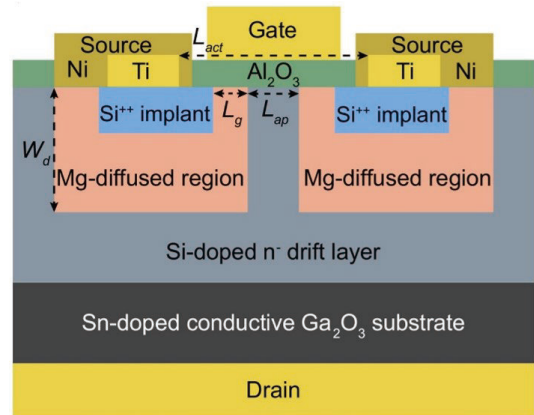 Source
Gate
Source
L_act
Ni
Ti
Al₂O₃
Ti
Ni
Si⁺⁺ implant
L_g
L_ap
Si⁺⁺ implant
W_d
Mg-diffused region
Mg-diffused region
Si-doped n⁻ drift layer
Sn-doped conductive Ga₂O₃ substrate
Drain